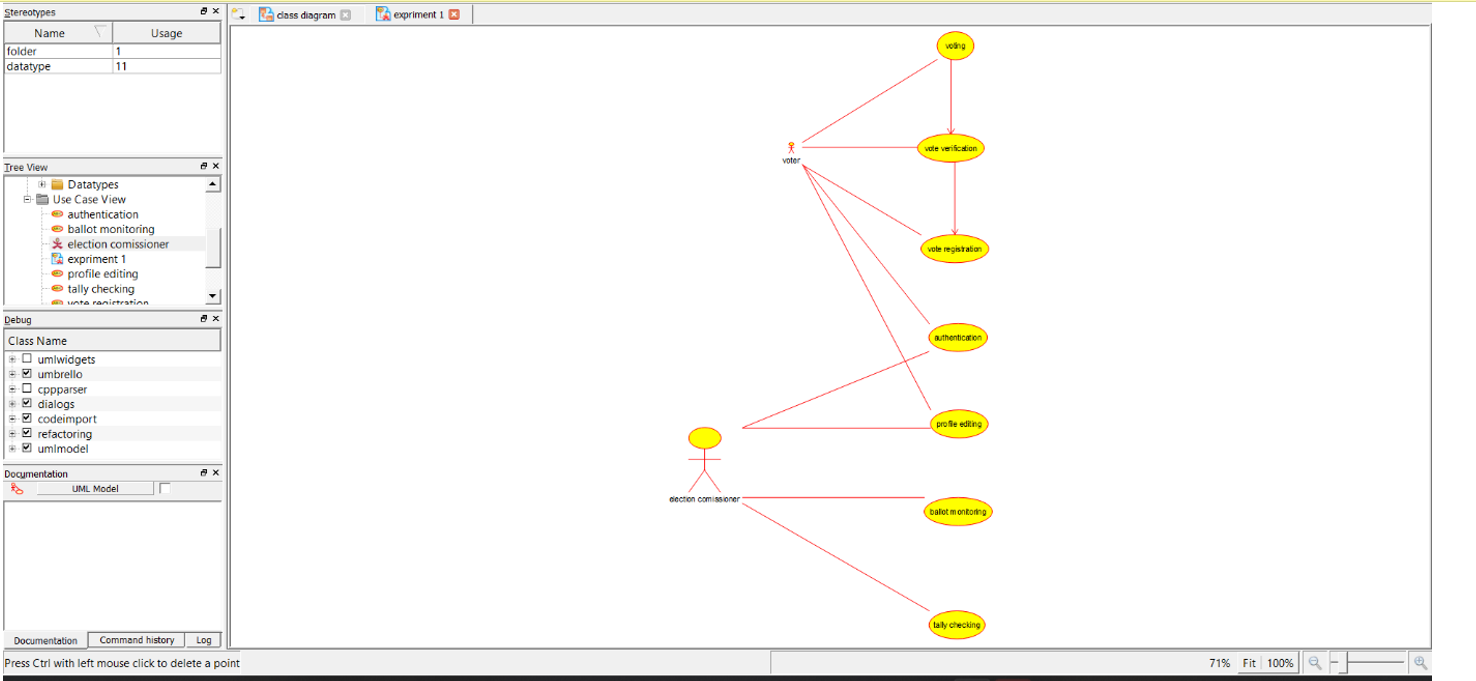 Stereotypes
Name Usage
folder 1
datatype 11
Tree View
Datatypes
Use Case View
authentication
ballot monitoring
election comissioner
expriment 1
profile editing
tally checking
vote registration
Debug
Class Name
umlwidgets
umbrello
cppparser
dialogs
codeimport
refactoring
umlmodel
Documentation
UML Model
Documentation Command history Log
Press Ctrl with left mouse click to delete a point
class diagram expriment 1
voting
vote verification
voter
vote registration
authentication
profile editing
election comissioner
ballot monitoring
tally checking
71% Fit 100%